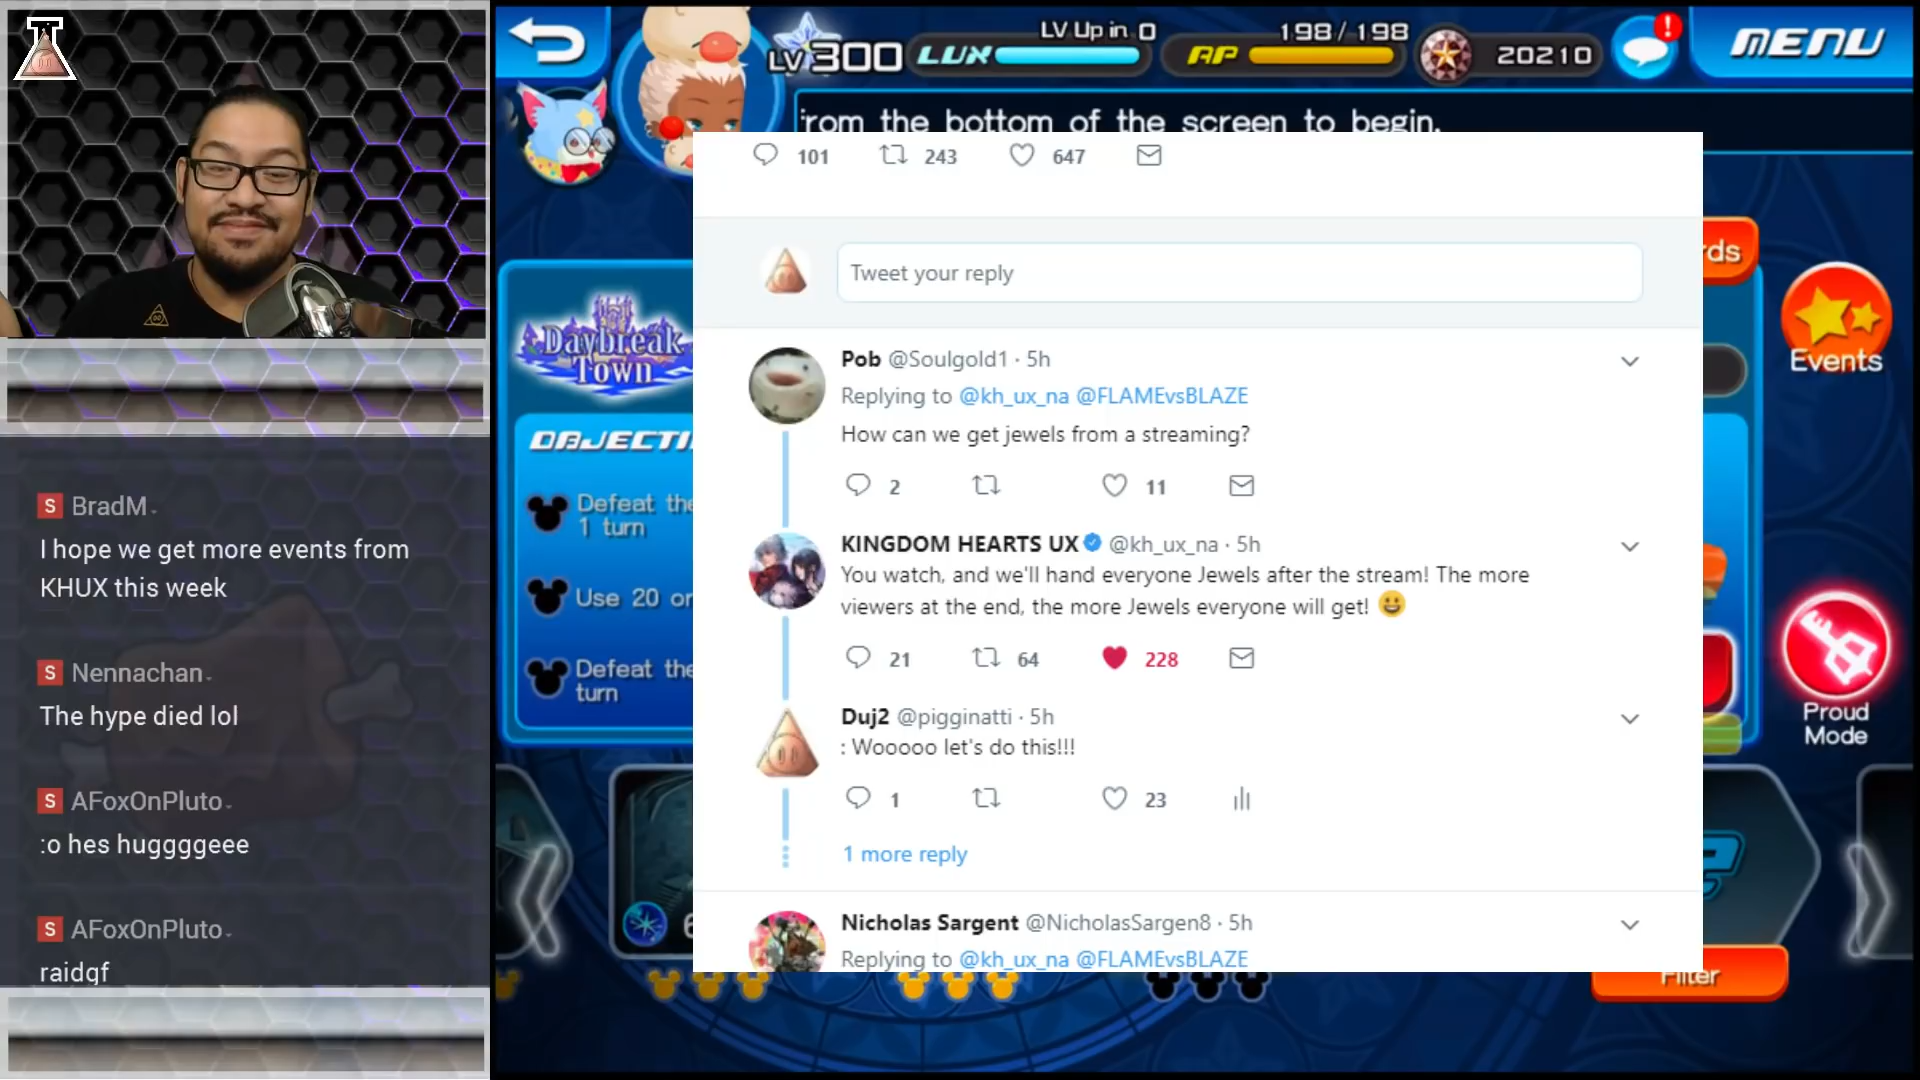 LV Up in 0
198 / 198
LV 300
LUX
AP
20210
MENU
from the bottom of the screen to begin.
101
243
647
Tweet your reply
Daybreak
Town
Events
Pob @Soulgold1 · 5h
Replying to @kh_ux_na @FLAMEvsBLAZE
How can we get jewels from a streaming?
2
11
Defeat the
1 turn
KINGDOM HEARTS UX @kh_ux_na · 5h
You watch, and we'll hand everyone Jewels after the stream! The more
viewers at the end, the more Jewels everyone will get! 😀
Use 20 or
21
64
228
Defeat the
turn
Proud
Mode
Duj2 @pigginatti · 5h
: Wooooo let's do this!!!
1
23
1 more reply
Nicholas Sargent @NicholasSargen8 · 5h
Replying to @kh_ux_na @FLAMEvsBLAZE
Filter
S BradM
I hope we get more events from
KHUX this week
S Nennachan
The hype died lol
S AFoxOnPluto
:o hes huggggeee
S AFoxOnPluto
raidgf